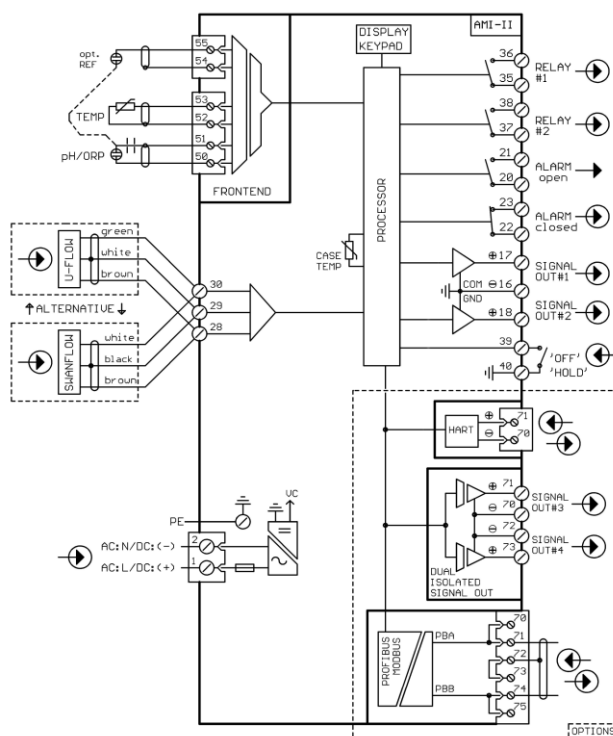 AMI-II
DISPLAY
KEYPAD
opt.
REF
55
54
TEMP
53
52
pH/ORP
51
50
FRONTEND
PROCESSOR
CASE
TEMP
36
35
RELAY
#1
38
37
RELAY
#2
21
20
ALARM
open
23
22
ALARM
closed
⊕ 17
COM ⊖ 16
GND
⊕ 18
SIGNAL
OUT#1
SIGNAL
OUT#2
39
40
'OFF'
'HOLD'
U-FLOW
green
white
brown
↑ALTERNATIVE↓
SWANFLOW
white
black
brown
30
29
28
HART
⊕ 71
⊖ 70
⊕ 71
⊖ 70
⊖ 72
⊕ 73
SIGNAL
OUT#3
SIGNAL
OUT#4
DUAL
ISOLATED
SIGNAL OUT
PE
VC
AC:N/DC:(-)
2
AC:L/DC:(+)
1
PROFIBUS
MODBUS
PBA
PBB
70
71
72
73
74
75
OPTIONS